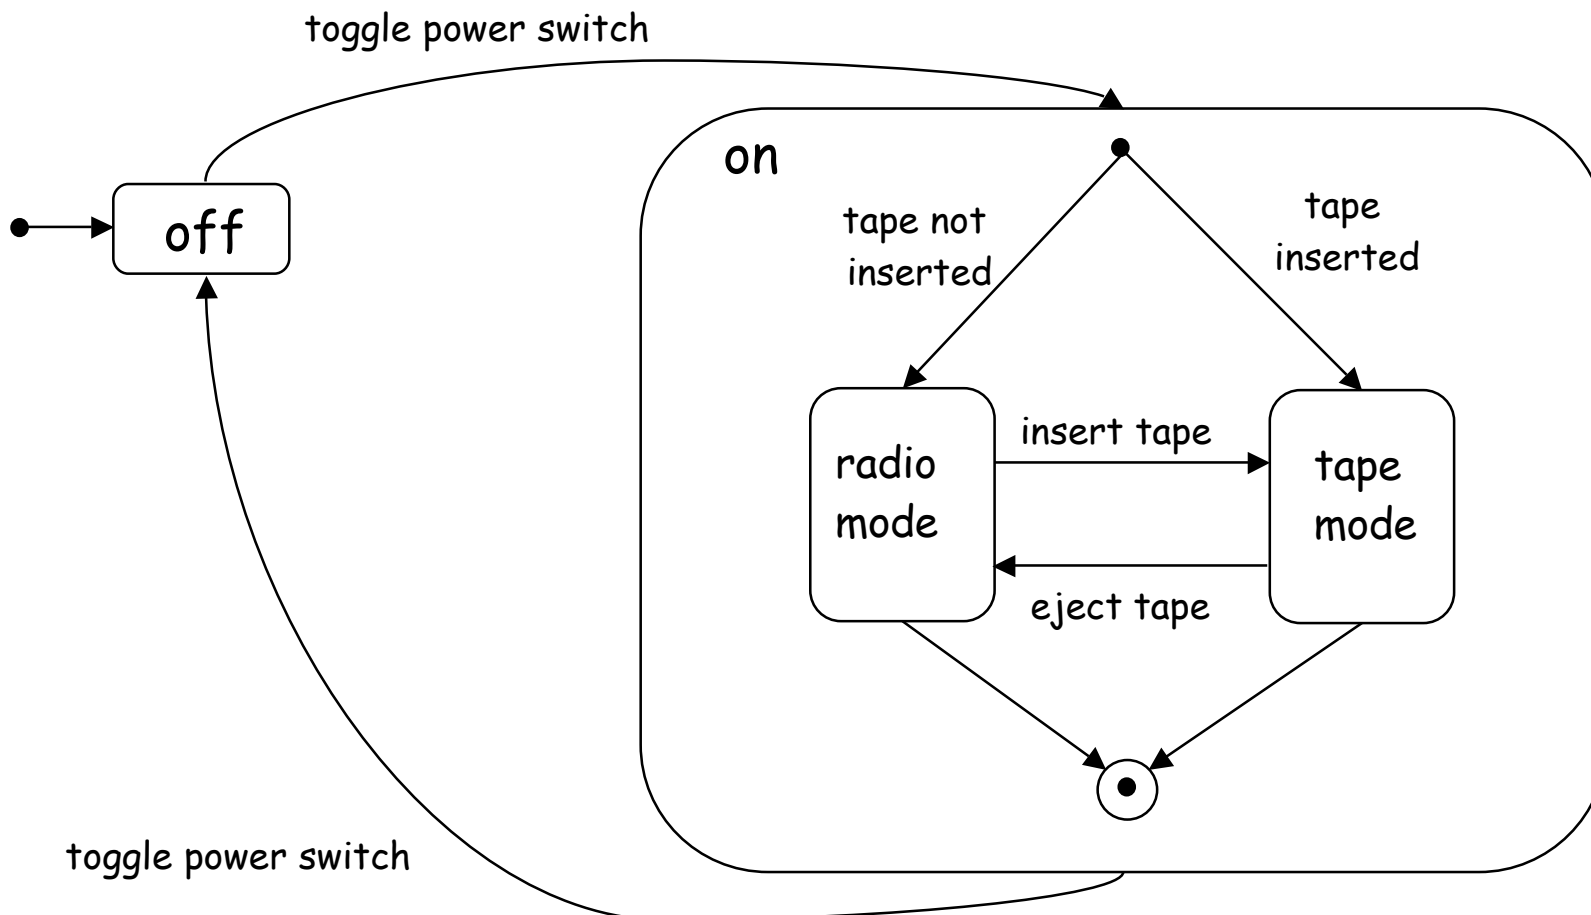 toggle power switch
on
off
tape not
inserted
tape
inserted
insert tape
radio
mode
tape
mode
eject tape
toggle power switch